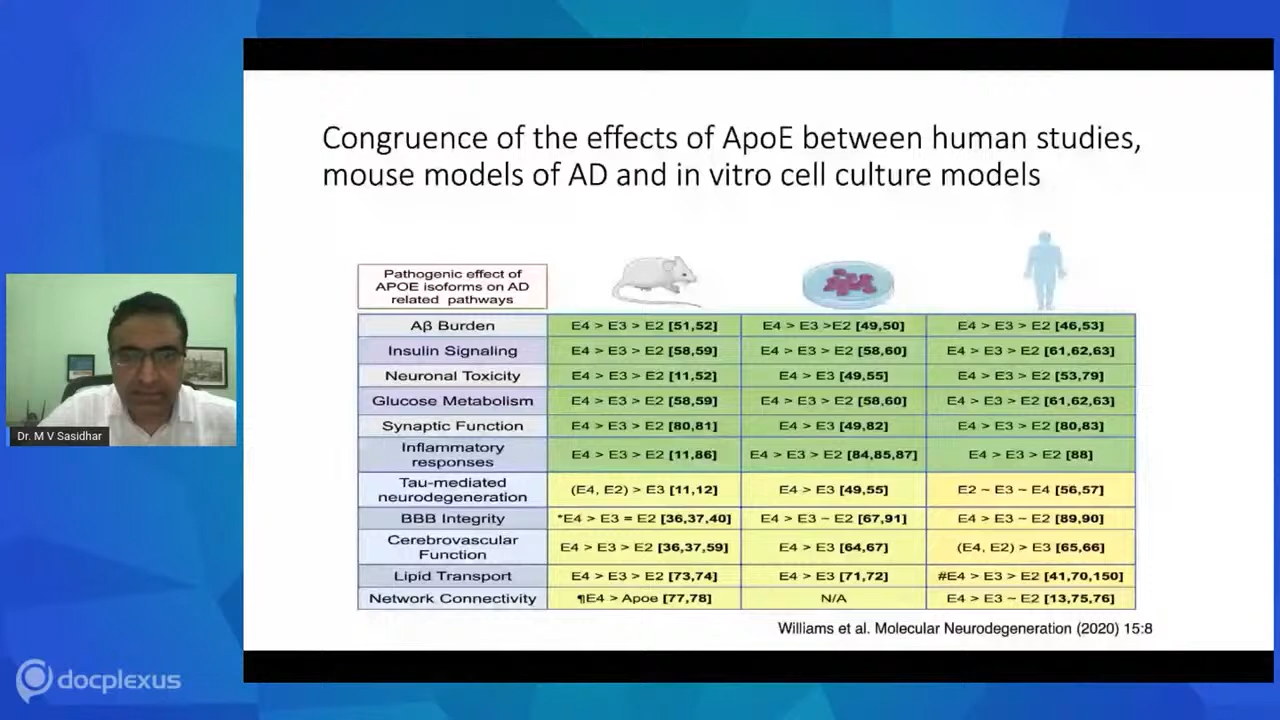 Congruence of the effects of ApoE between human studies,
mouse models of AD and in vitro cell culture models
Pathogenic effect of
APOE isoforms on AD
related pathways
Aβ Burden E4 > E3 > E2 [51,52] E4 > E3 >E2 [49,50] E4 > E3 > E2 [46,53]
Insulin Signaling E4 > E3 > E2 [58,59] E4 > E3 > E2 [58,60] E4 > E3 > E2 [61,62,63]
Neuronal Toxicity E4 > E3 > E2 [11,52] E4 > E3 [49,55] E4 > E3 > E2 [53,79]
Glucose Metabolism E4 > E3 > E2 [58,59] E4 > E3 > E2 [58,60] E4 > E3 > E2 [61,62,63]
Synaptic Function E4 > E3 > E2 [80,81] E4 > E3 [49,82] E4 > E3 > E2 [80,83]
Inflammatory
responses E4 > E3 > E2 [11,86] E4 > E3 > E2 [84,85,87] E4 > E3 > E2 [88]
Tau-mediated
neurodegeneration (E4, E2) > E3 [11,12] E4 > E3 [49,55] E2 ~ E3 ~ E4 [56,57]
BBB Integrity *E4 > E3 = E2 [36,37,40] E4 > E3 ~ E2 [67,91] E4 > E3 ~ E2 [89,90]
Cerebrovascular
Function E4 > E3 > E2 [36,37,59] E4 > E3 [64,67] (E4, E2) > E3 [65,66]
Lipid Transport E4 > E3 > E2 [73,74] E4 > E3 [71,72] #E4 > E3 > E2 [41,70,150]
Network Connectivity ¶E4 > Apoe [77,78] N/A E4 > E3 ~ E2 [13,75,76]
Williams et al. Molecular Neurodegeneration (2020) 15:8
Dr. M V Sasidhar
docplexus